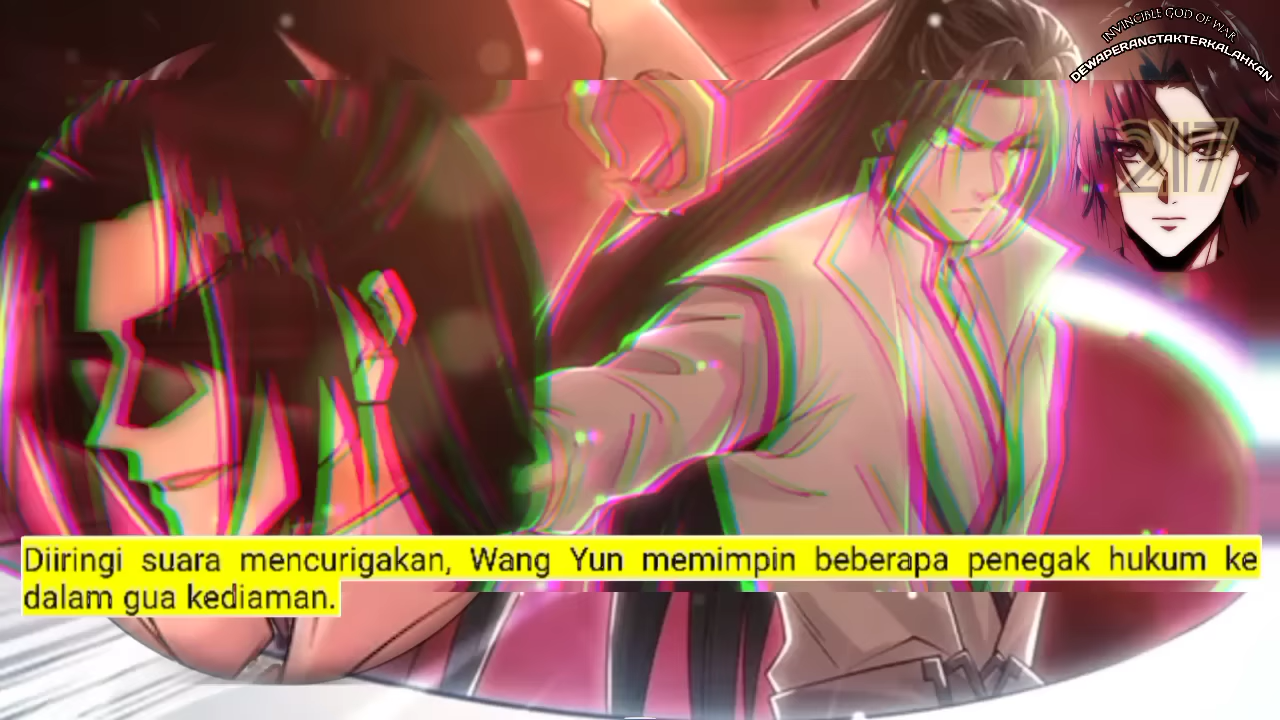 INVINCIBLE GOD OF WAR
DEWAPERANGTAKTERKALAHKAN
217
Diiringi suara mencurigakan, Wang Yun memimpin beberapa penegak hukum ke
dalam gua kediaman.